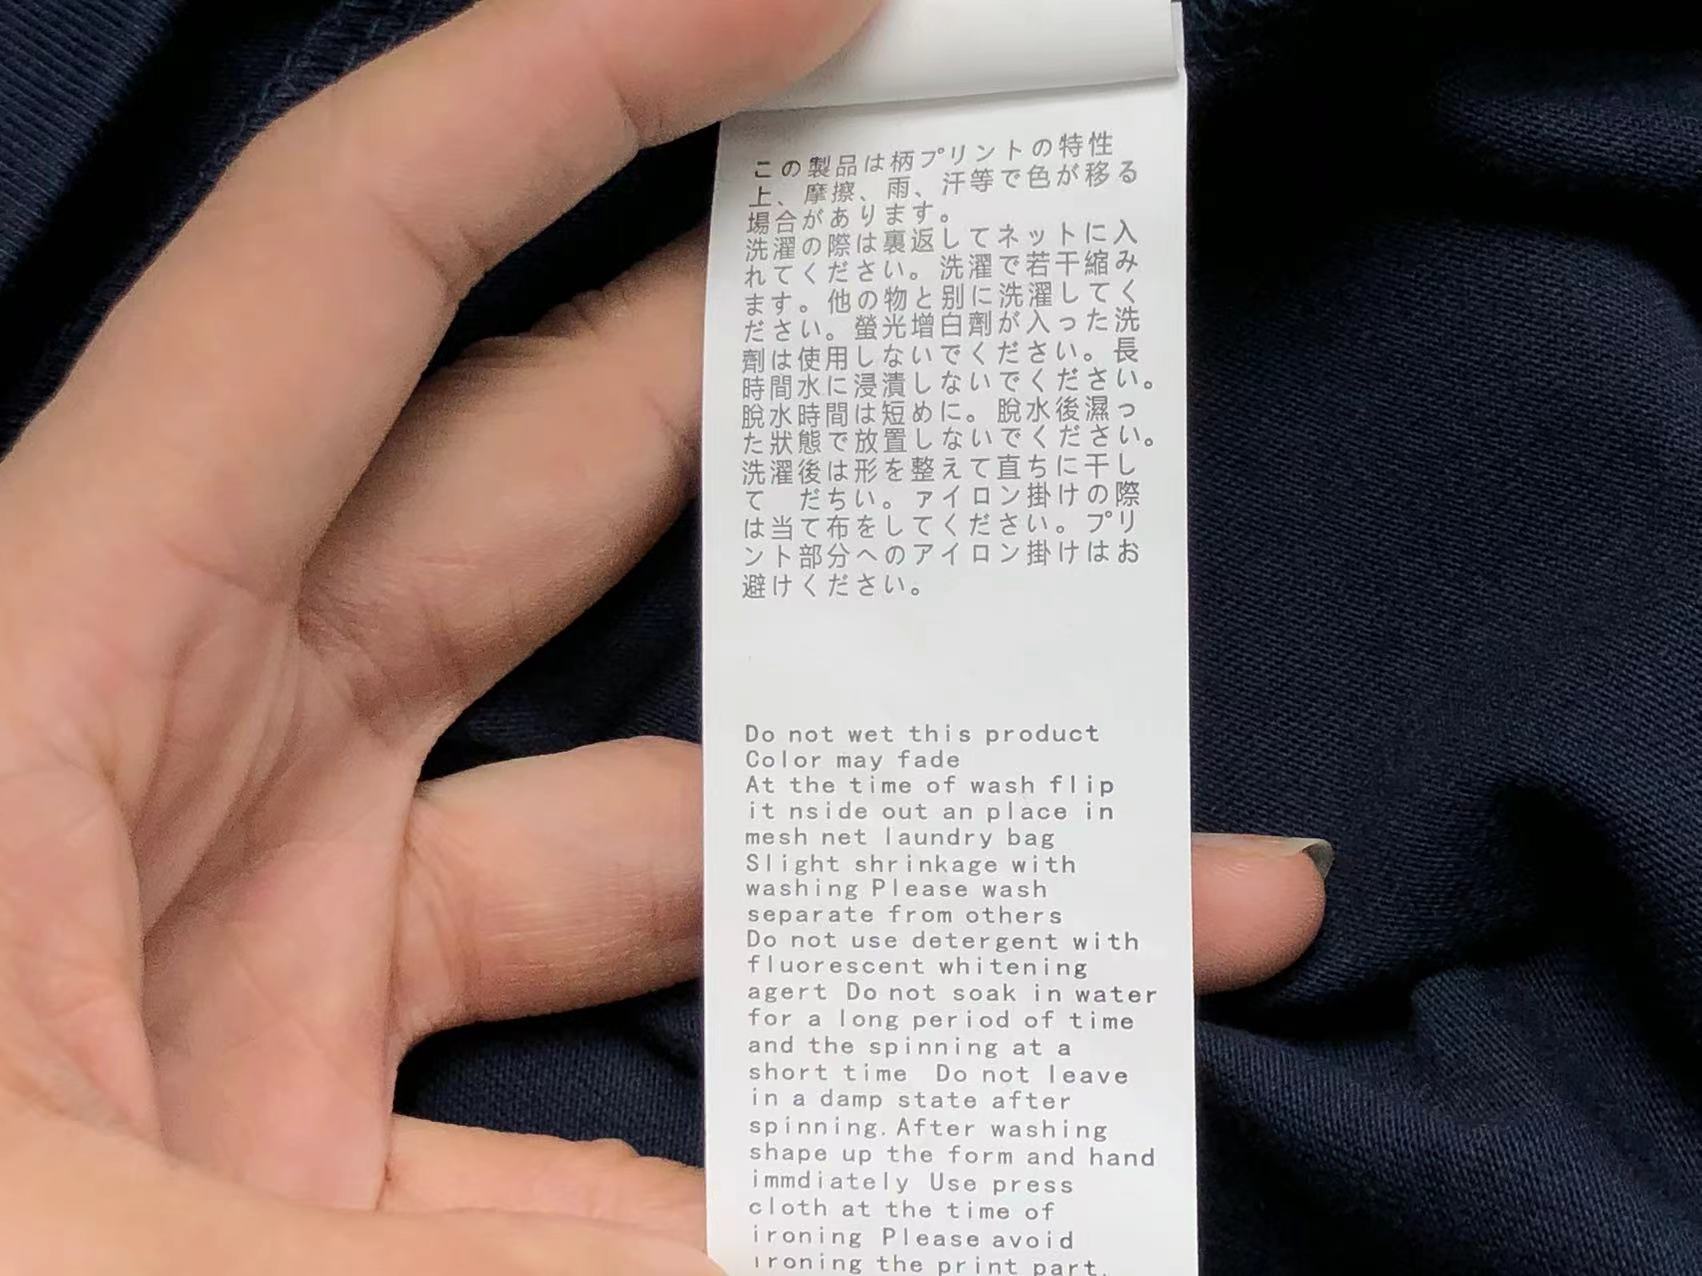 この製品は柄プリントの特性
上、摩擦、雨、汗等で色が移る
場合があります。
洗濯の際は裏返してネットに入
れてください。洗濯で若干縮み
ます。他の物と別に洗濯してく
ださい。螢光增白劑が入った洗
劑は使用しないでください。長
時間水に浸漬しないでください。
脫水時間は短めに。脫水後濕っ
た狀態で放置しないでください。
洗濯後は形を整えて直ちに干し
て　だちい。ァイロン掛けの際
は当て布をしてください。プリ
ント部分へのアイロン掛けはお
避けください。
Do not wet this product
Color may fade
At the time of wash flip
it nside out an place in
mesh net laundry bag
Slight shrinkage with
washing Please wash
separate from others
Do not use detergent with
fluorescent whitening
agert Do not soak in water
for a long period of time
and the spinning at a
short time Do not leave
in a damp state after
spinning. After washing
shape up the form and hand
immdiately Use press
cloth at the time of
ironing Please avoid
ironing the print part.